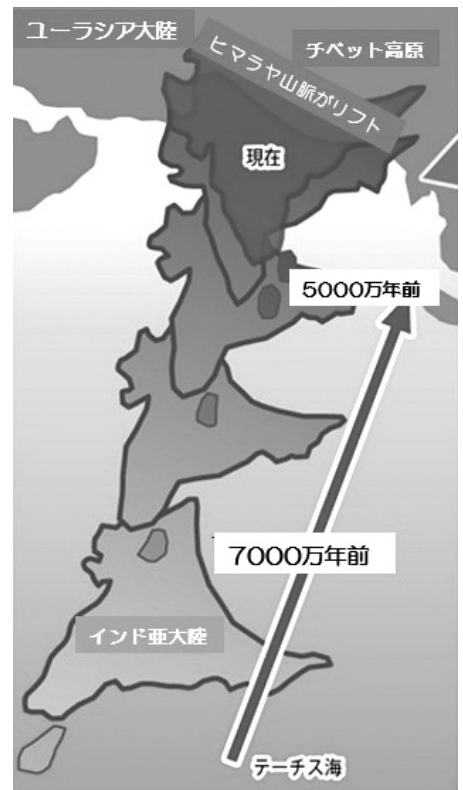 ユーラシア大陸
ヒマラヤ山脈がリフト
チベット高原
現在
5000万年前
7000万年前
インド亜大陸
テーチス海